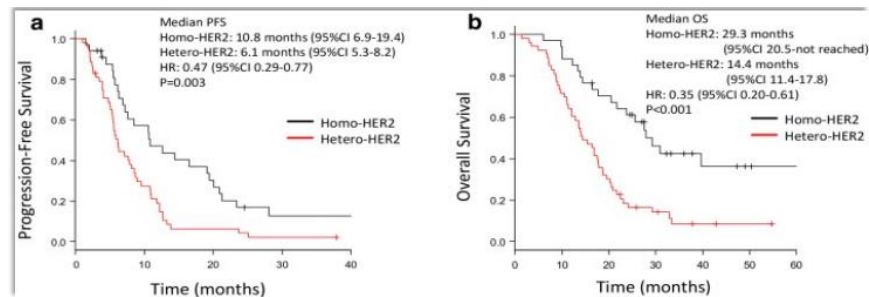 a
Median PFS
Homo-HER2: 10.8 months (95%CI 6.9-19.4)
Hetero-HER2: 6.1 months (95%CI 5.3-8.2)
HR: 0.47 (95%CI 0.29-0.77)
P=0.003
Homo-HER2
Hetero-HER2
Progression-Free Survival
1.0
0.8
0.6
0.4
0.2
0.0
0 10 20 30 40
Time (months)
b
Median OS
Homo-HER2: 29.3 months
(95%CI 20.5-not reached)
Hetero-HER2: 14.4 months
(95%CI 11.4-17.8)
HR: 0.35 (95%CI 0.20-0.61)
P<0.001
Homo-HER2
Hetero-HER2
Overall Survival
1.0
0.8
0.6
0.4
0.2
0.0
0 10 20 30 40 50 60
Time (months)